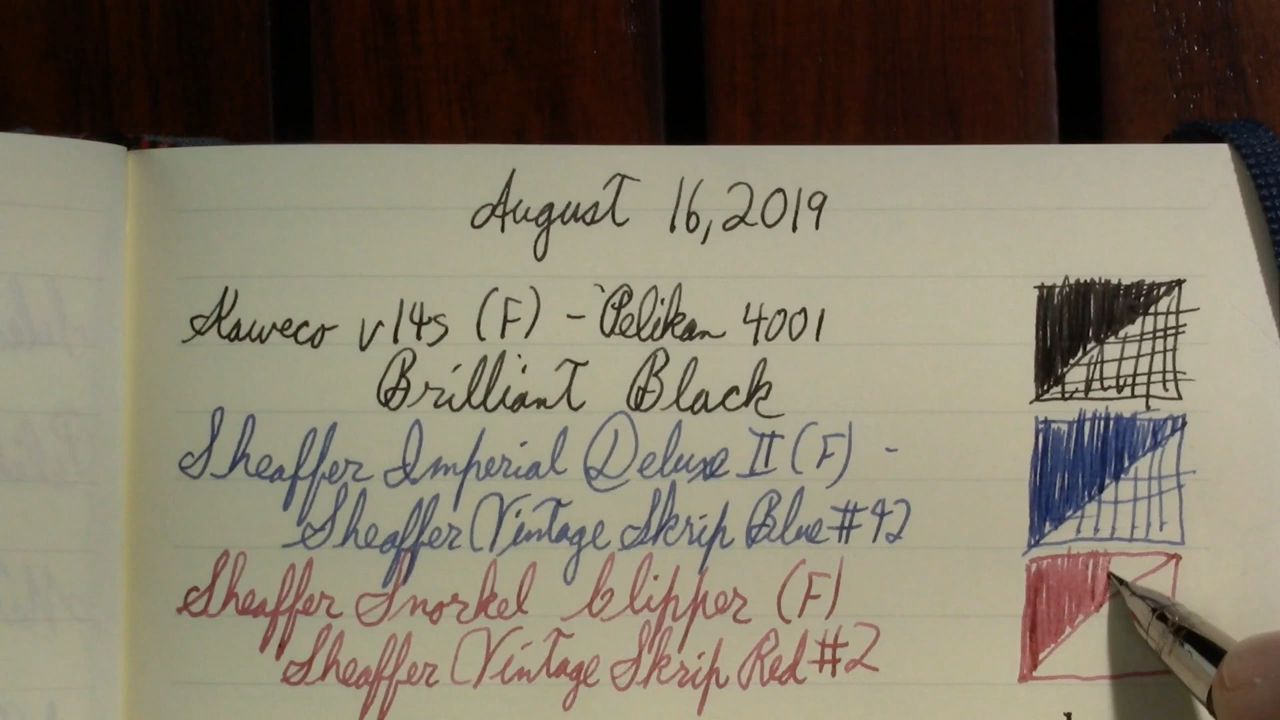 August 16, 2019
Kaweco v14s (F) - Pelikan 4001
Brilliant Black
Sheaffer Imperial Deluxe II (F) -
Sheaffer Vintage Skrip Blue #42
Sheaffer Snorkel Clipper (F)
Sheaffer Vintage Skrip Red #2